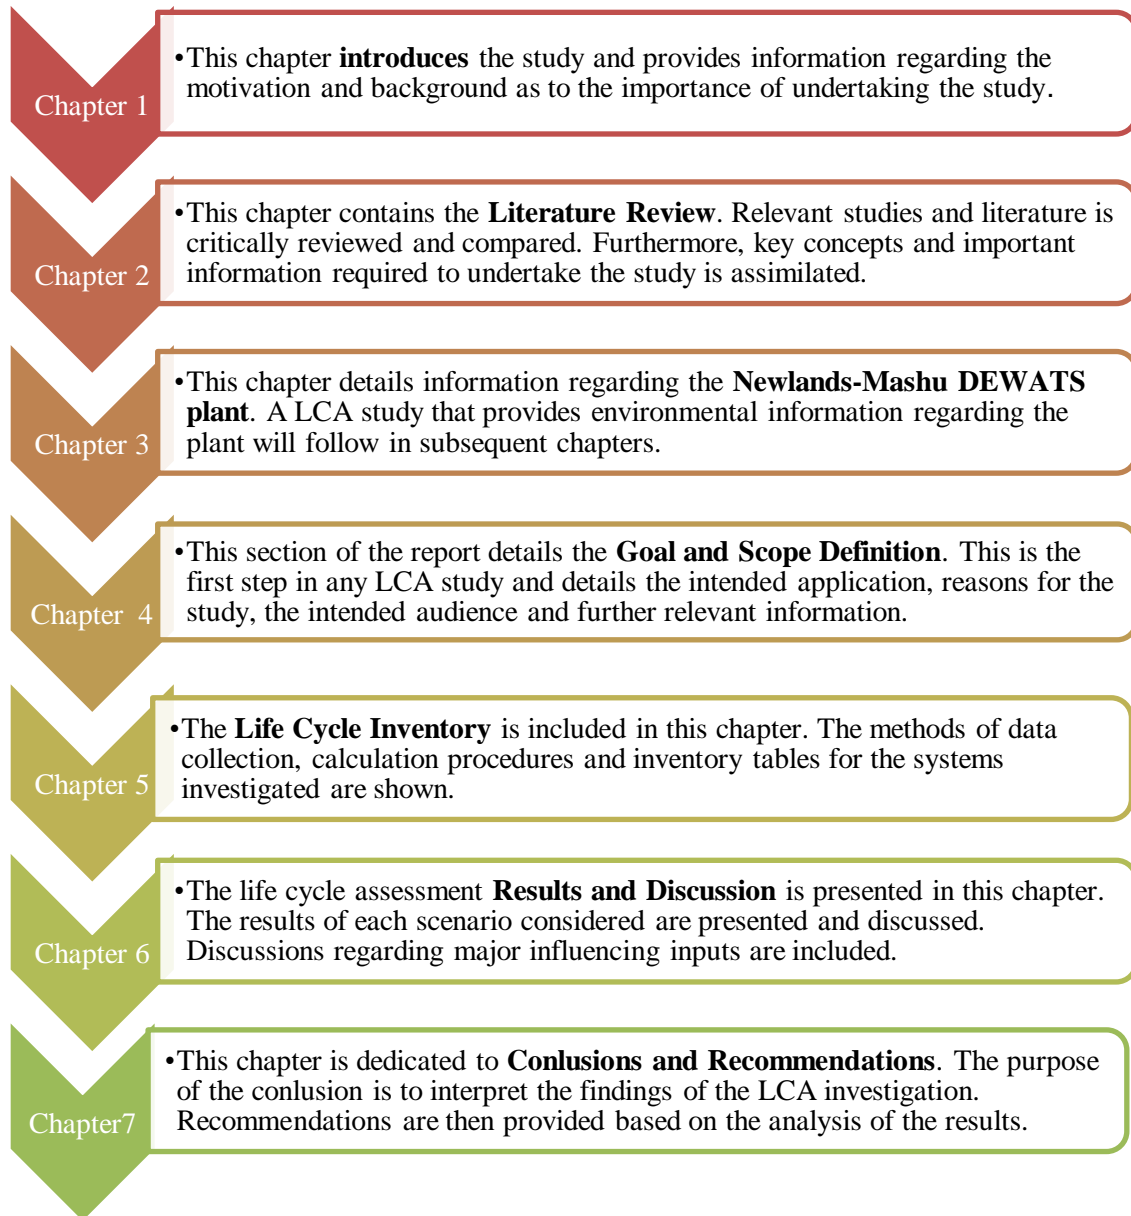 Chapter 1
•This chapter introduces the study and provides information regarding the
motivation and background as to the importance of undertaking the study.
Chapter 2
•This chapter contains the Literature Review. Relevant studies and literature is
critically reviewed and compared. Furthermore, key concepts and important
information required to undertake the study is assimilated.
Chapter 3
•This chapter details information regarding the Newlands-Mashu DEWATS
plant. A LCA study that provides environmental information regarding the
plant will follow in subsequent chapters.
Chapter 4
•This section of the report details the Goal and Scope Definition. This is the
first step in any LCA study and details the intended application, reasons for the
study, the intended audience and further relevant information.
Chapter 5
•The Life Cycle Inventory is included in this chapter. The methods of data
collection, calculation procedures and inventory tables for the systems
investigated are shown.
Chapter 6
•The life cycle assessment Results and Discussion is presented in this chapter.
The results of each scenario considered are presented and discussed.
Discussions regarding major influencing inputs are included.
Chapter7
•This chapter is dedicated to Conlusions and Recommendations. The purpose
of the conlusion is to interpret the findings of the LCA investigation.
Recommendations are then provided based on the analysis of the results.